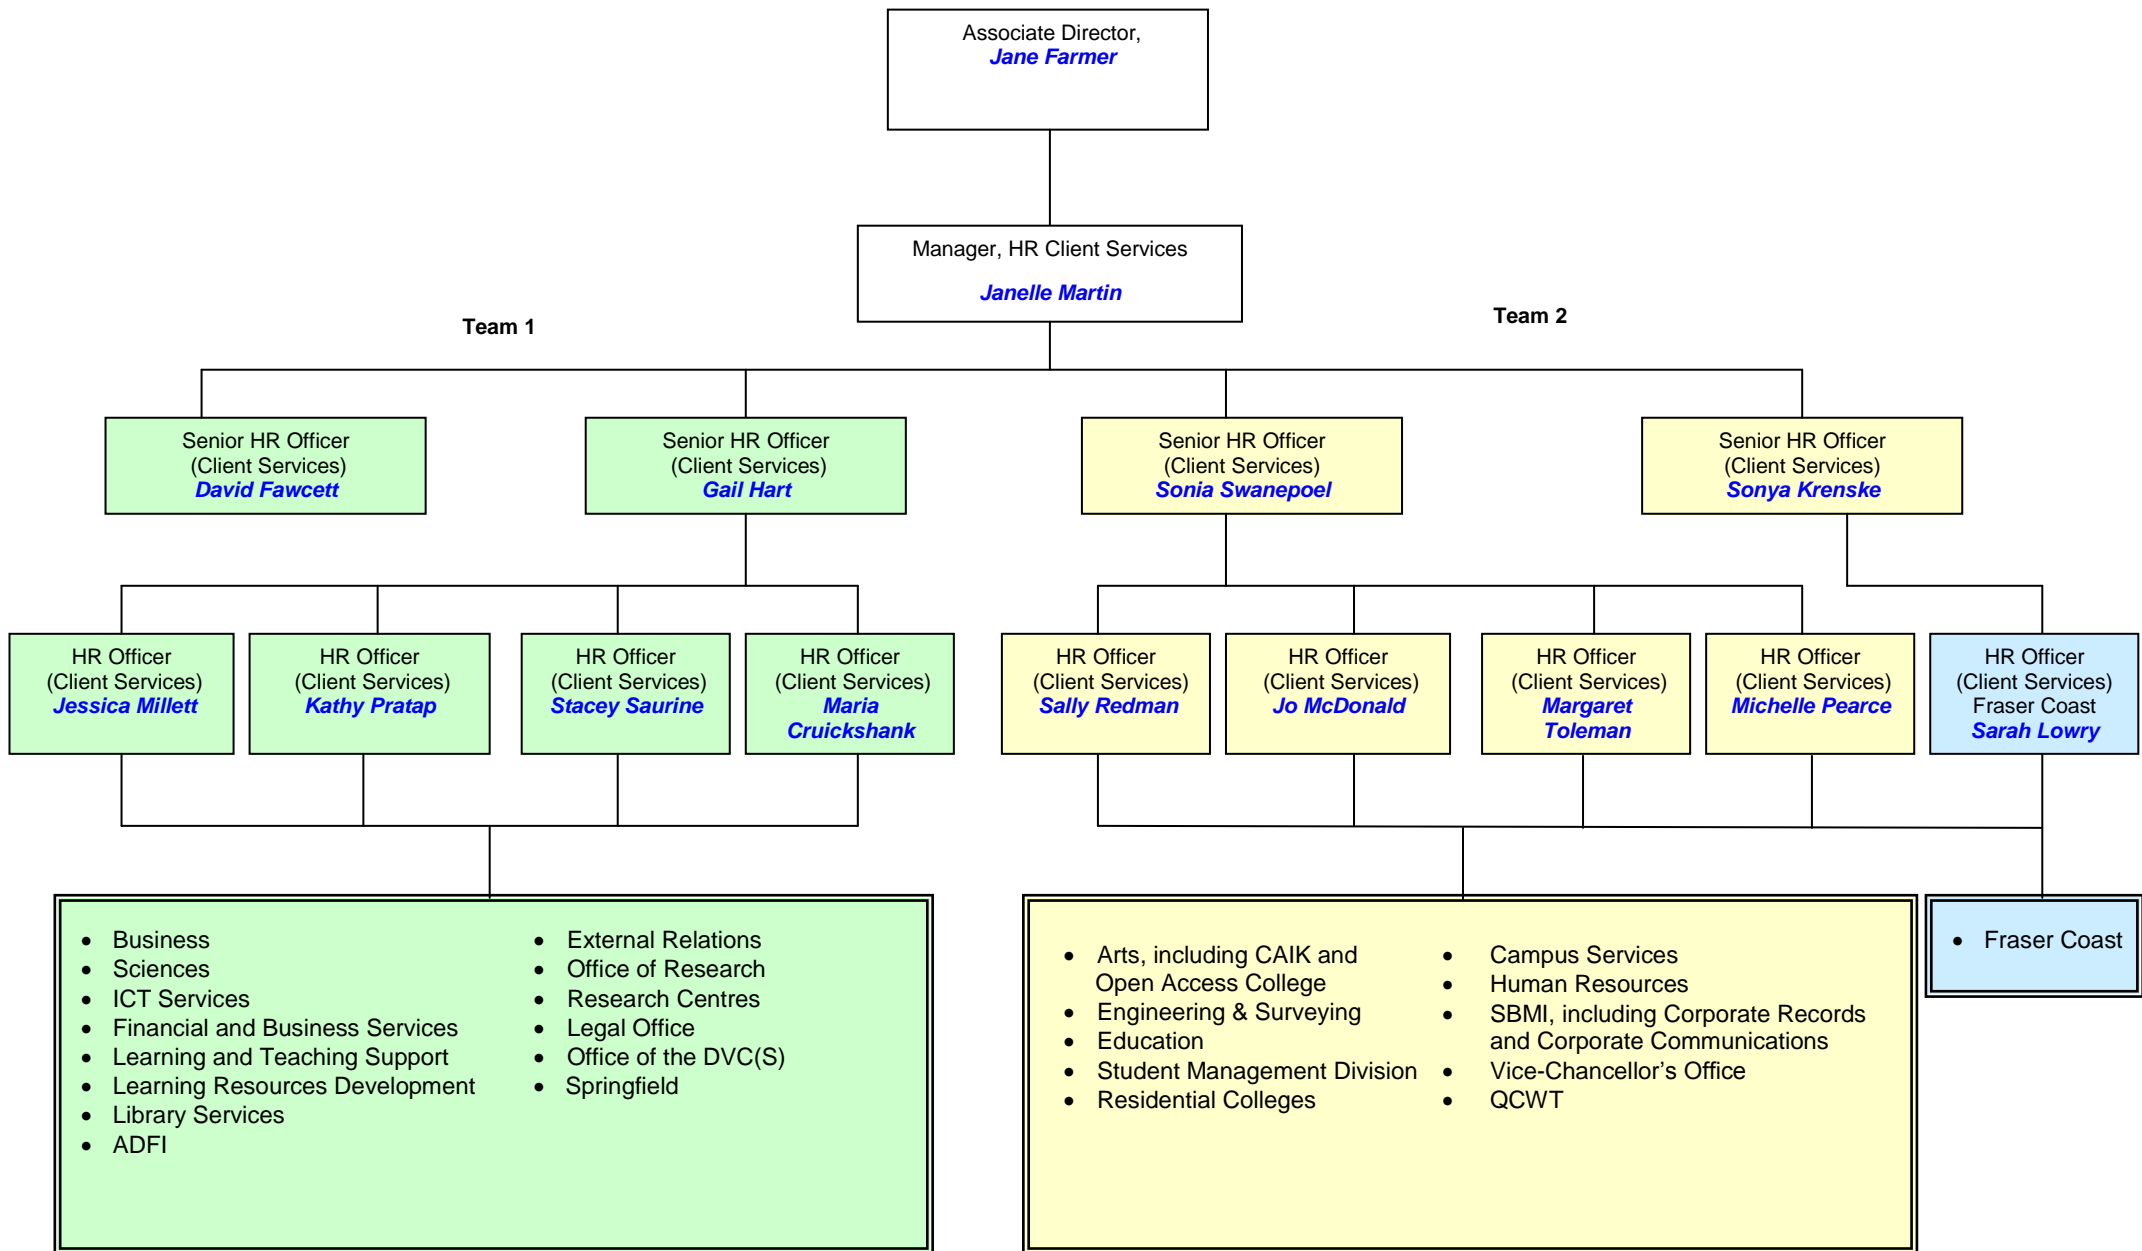 Associate Director,
Jane Farmer
Manager, HR Client Services
Janelle Martin
Team 1
Team 2
Senior HR Officer
(Client Services)
David Fawcett
Senior HR Officer
(Client Services)
Gail Hart
Senior HR Officer
(Client Services)
Sonia Swanepoel
Senior HR Officer
(Client Services)
Sonya Krenske
HR Officer
(Client Services)
Jessica Millett
HR Officer
(Client Services)
Kathy Pratap
HR Officer
(Client Services)
Stacey Saurine
HR Officer
(Client Services)
Maria
Cruickshank
HR Officer
(Client Services)
Sally Redman
HR Officer
(Client Services)
Jo McDonald
HR Officer
(Client Services)
Margaret
Toleman
HR Officer
(Client Services)
Michelle Pearce
HR Officer
(Client Services)
Fraser Coast
Sarah Lowry
• Business
• Sciences
• ICT Services
• Financial and Business Services
• Learning and Teaching Support
• Learning Resources Development
• Library Services
• ADFI
• External Relations
• Office of Research
• Research Centres
• Legal Office
• Office of the DVC(S)
• Springfield
• Arts, including CAIK and
Open Access College
• Engineering & Surveying
• Education
• Student Management Division
• Residential Colleges
• Campus Services
• Human Resources
• SBMI, including Corporate Records
and Corporate Communications
• Vice-Chancellor’s Office
• QCWT
• Fraser Coast